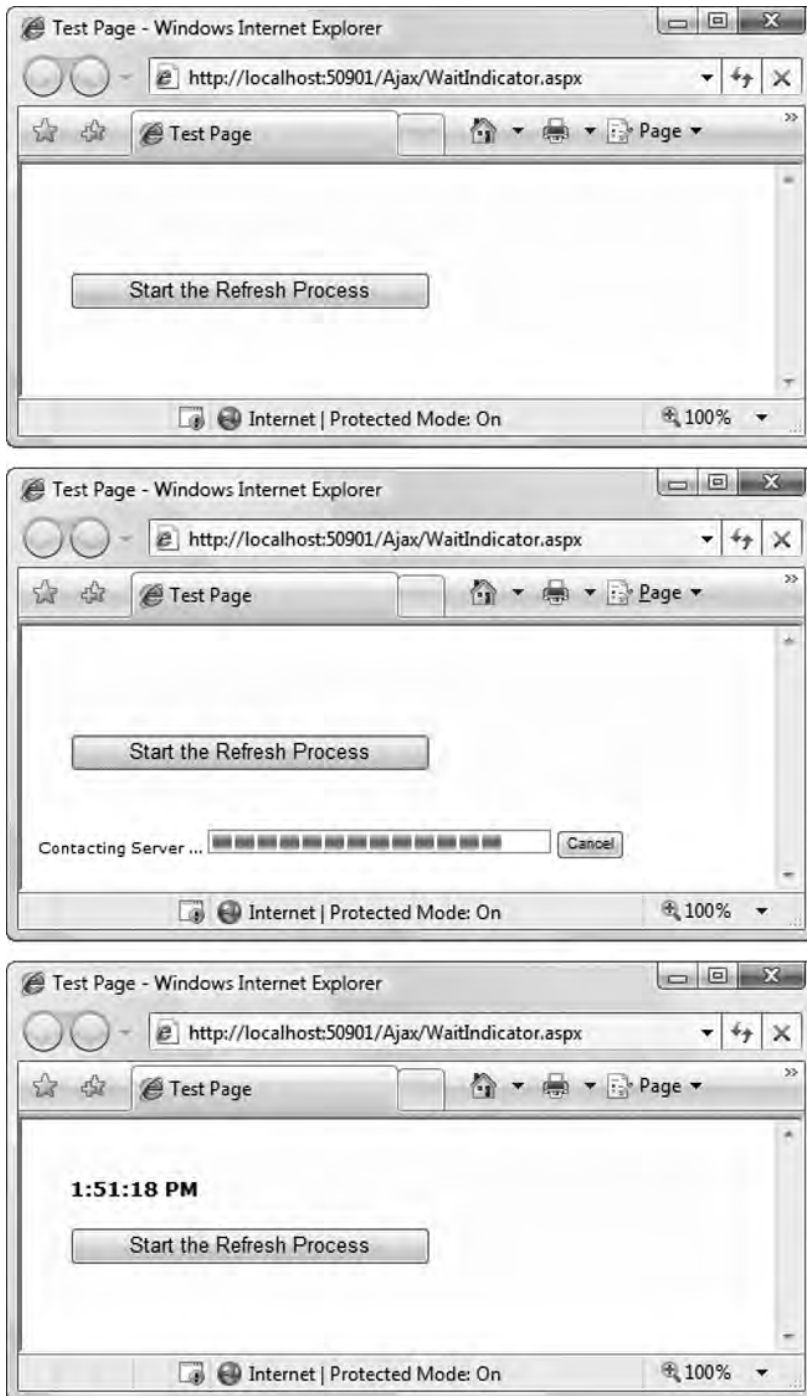 Test Page - Windows Internet Explorer
http://localhost:50901/Ajax/WaitIndicator.aspx
Test Page
Page
Start the Refresh Process
Internet | Protected Mode: On
100%
Test Page - Windows Internet Explorer
http://localhost:50901/Ajax/WaitIndicator.aspx
Test Page
Page
Start the Refresh Process
Contacting Server ...
Cancel
Internet | Protected Mode: On
100%
Test Page - Windows Internet Explorer
http://localhost:50901/Ajax/WaitIndicator.aspx
Test Page
Page
1:51:18 PM
Start the Refresh Process
Internet | Protected Mode: On
100%